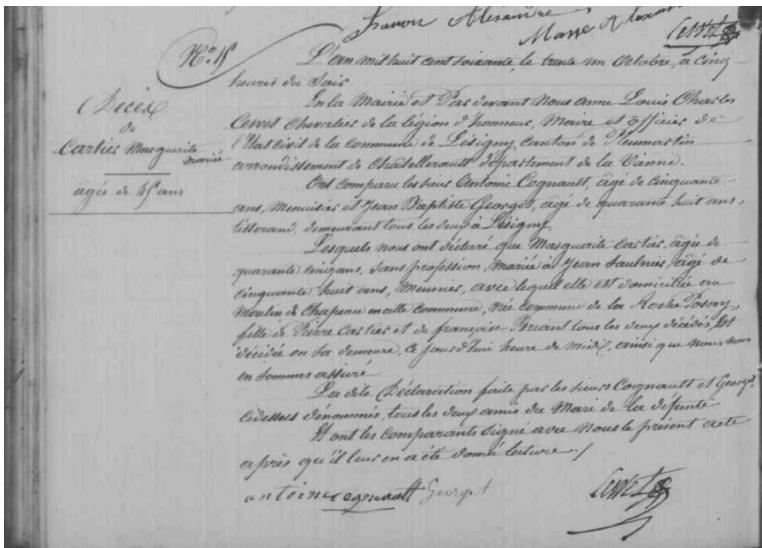 Alexandre
Masse
No. 15
L'an mil huit cent soixante, le trente un Octobre, à cinq
heures du Soir
En la Mairie et Par devant Nous anne Louis Charles
Chevalier de la légion d'honneur, Maire et officier de
l'État civil de la Commune de Lésigny, canton de Pleumartin
arrondissement de Chatellerault département de la Vienne.
Décès
de
Cartier Marguerite
mariée
âgée de 45 ans
Ont comparu les sieurs Antoine Cognault, âgé de cinquante
ans, Menuisier et Jean Baptiste Georget, âgé de quarante huit ans,
tisserand, demeurant tous les deux à Lésigny
Lesquels nous ont déclaré que Marguerite Cartier, âgée de
quarante cinq ans, sans profession, Mariée à Jean Saulnier, âgé de
cinquante huit ans, Meunier, avec lequel elle est domiciliée au
Moulin de Chapeau en cette commune, née commune de la Roche Posay,
fille de Pierre Cartier et de françoise Bruant tous les deux décédés, Est
décédée en sa demeure, ce jourd'hui heure de midi, ainsi que nous nous
en sommes assuré
La dite Déclaration faite par les sieurs Cognault et Georget
Cidessus dénommés, tous les deux amis du Mari de la défunte
Et ont les comparants signé avec Nous le présent acte
après qu'il leur en a été donné lecture ./
antoine cognault Georget